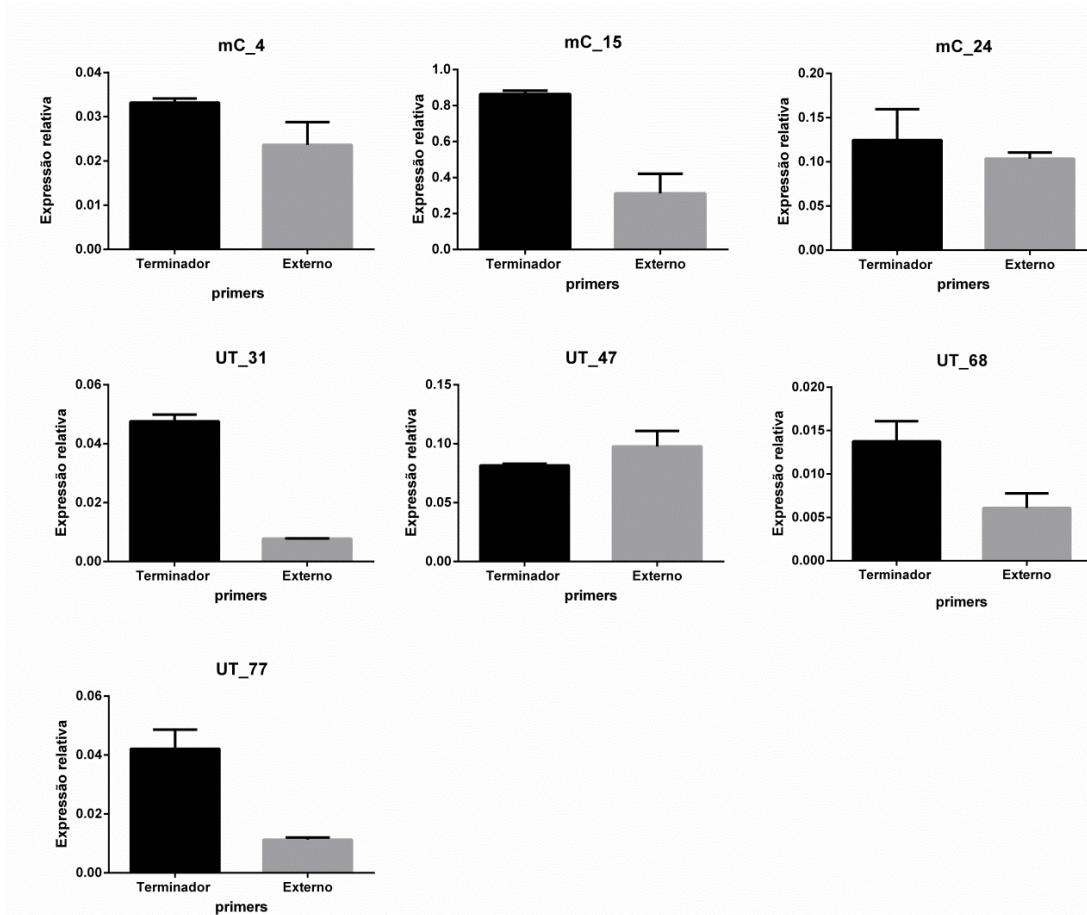 mC_4
Expressão relativa
0.04
0.03
0.02
0.01
0.00
Terminador Externo
primers
mC_15
Expressão relativa
1.0
0.8
0.6
0.4
0.2
0.0
Terminador Externo
primers
mC_24
Expressão relativa
0.20
0.15
0.10
0.05
0.00
Terminador Externo
primers
UT_31
Expressão relativa
0.06
0.04
0.02
0.00
Terminador Externo
primers
UT_47
Expressão relativa
0.15
0.10
0.05
0.00
Terminador Externo
primers
UT_68
Expressão relativa
0.020
0.015
0.010
0.005
0.000
Terminador Externo
primers
UT_77
Expressão relativa
0.06
0.04
0.02
0.00
Terminador Externo
primers